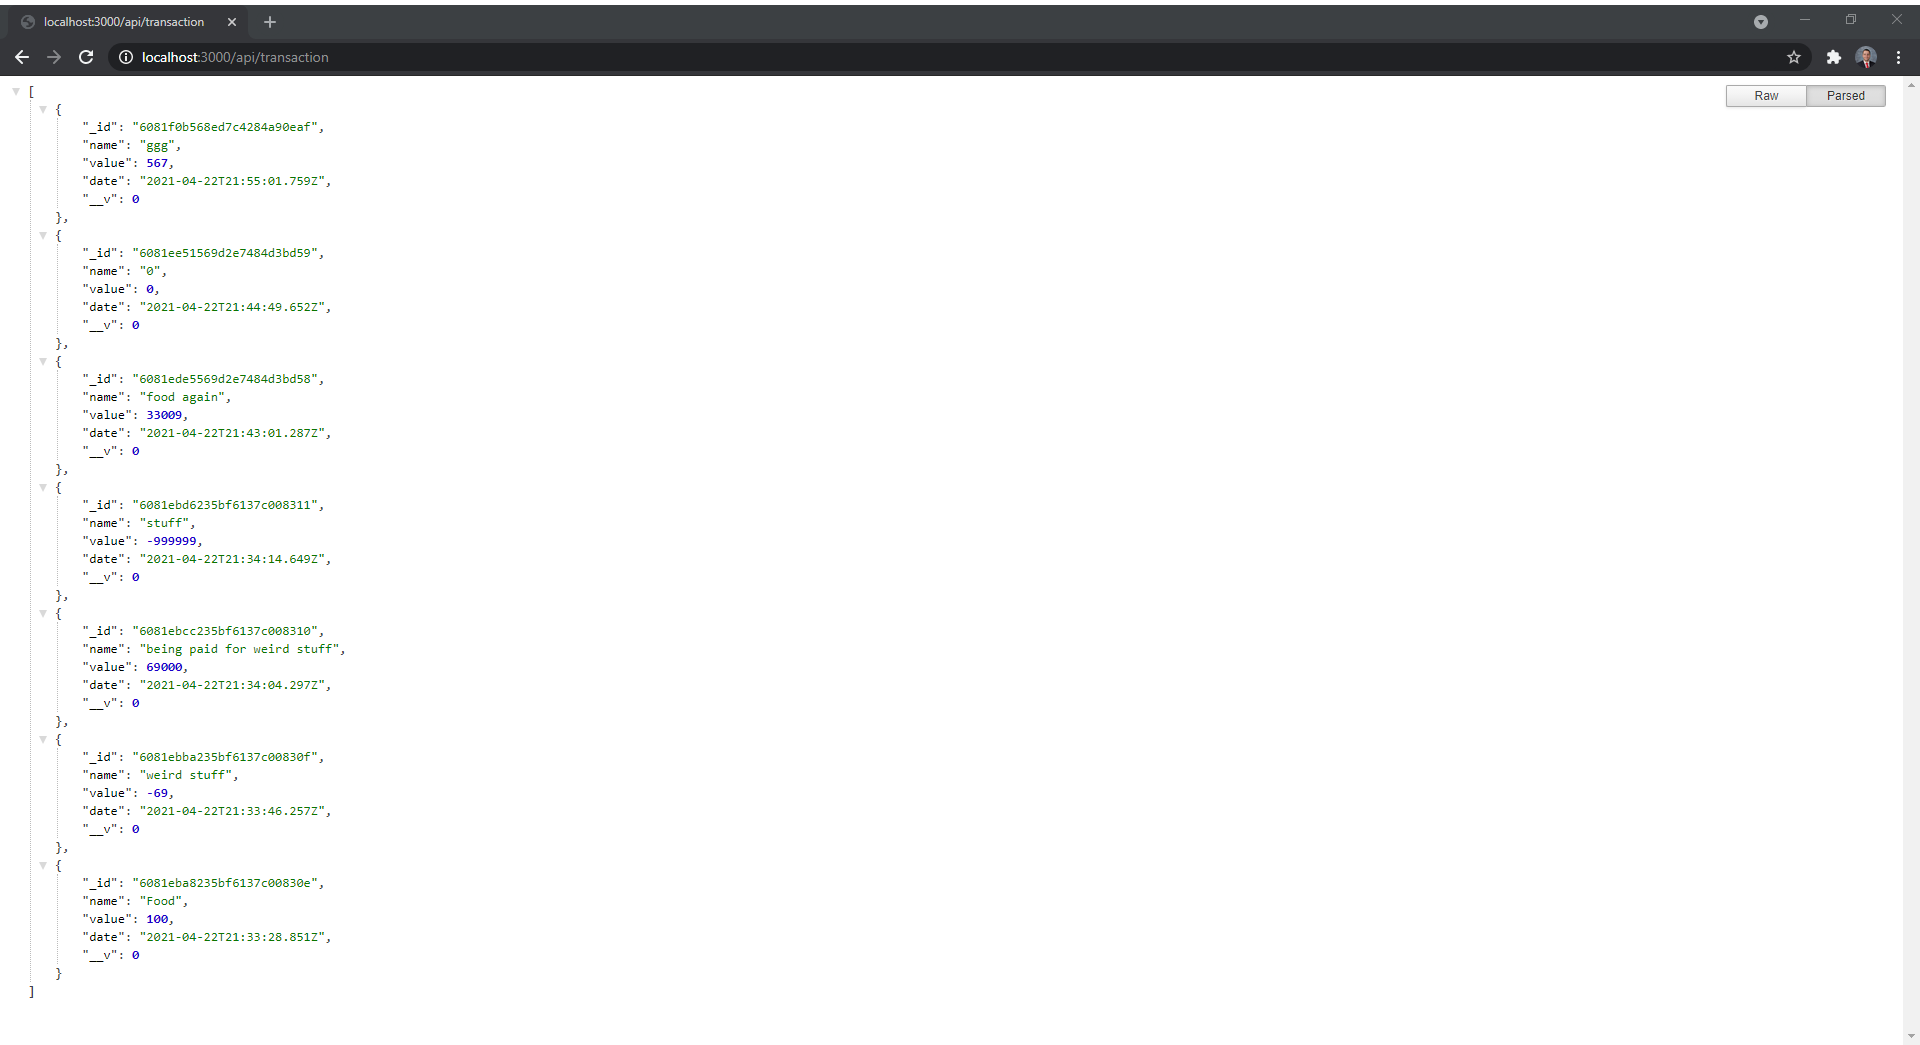 localhost:3000/api/transaction
localhost:3000/api/transaction
Raw Parsed
[
{
"_id": "6081f0b568ed7c4284a90eaf",
"name": "ggg",
"value": 567,
"date": "2021-04-22T21:55:01.759Z",
"__v": 0
},
{
"_id": "6081ee51569d2e7484d3bd59",
"name": "0",
"value": 0,
"date": "2021-04-22T21:44:49.652Z",
"__v": 0
},
{
"_id": "6081ede5569d2e7484d3bd58",
"name": "food again",
"value": 33009,
"date": "2021-04-22T21:43:01.287Z",
"__v": 0
},
{
"_id": "6081ebd6235bf6137c008311",
"name": "stuff",
"value": -999999,
"date": "2021-04-22T21:34:14.649Z",
"__v": 0
},
{
"_id": "6081ebcc235bf6137c008310",
"name": "being paid for weird stuff",
"value": 69000,
"date": "2021-04-22T21:34:04.297Z",
"__v": 0
},
{
"_id": "6081ebba235bf6137c00830f",
"name": "weird stuff",
"value": -69,
"date": "2021-04-22T21:33:46.257Z",
"__v": 0
},
{
"_id": "6081eba8235bf6137c00830e",
"name": "Food",
"value": 100,
"date": "2021-04-22T21:33:28.851Z",
"__v": 0
}
]